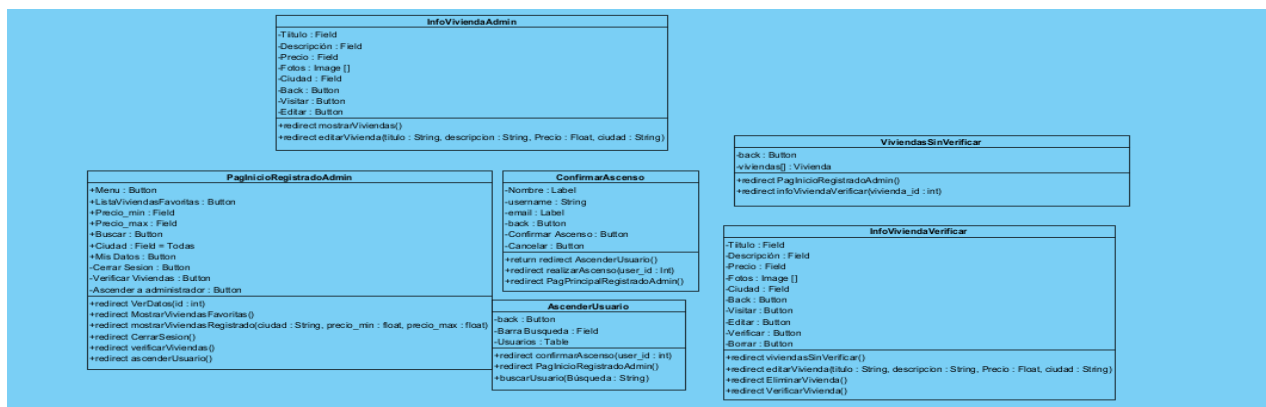 InfoViviendaAdmin
-Tiitulo : Field
-Descripción : Field
-Precio : Field
-Fotos : Image []
-Ciudad : Field
-Back : Button
-Visitar : Button
-Editar : Button
+redirect mostrarViviendas()
+redirect editarVivienda(titulo : String, descripcion : String, Precio : Float, ciudad : String)
PagInicioRegistradoAdmin
+Menu : Button
+ListaViviendasFavoritas : Button
+Precio_min : Field
+Precio_max : Field
+Buscar : Button
+Ciudad : Field = Todas
+Mis Datos : Button
-Cerrar Sesion : Button
-Verificar Viviendas : Button
-Ascender a administrador : Button
+redirect VerDatos(id : int)
+redirect MostrarViviendasFavoritas()
+redirect mostrarViviendasRegistrado(ciudad : String, precio_min : float, precio_max : float)
+redirect CerrarSesion()
+redirect verificarViviendas()
+redirect ascenderUsuario()
ConfirmarAscenso
-Nombre : Label
-username : String
-email : Label
-back : Button
-Confirmar Ascenso : Button
-Cancelar : Button
+return redirect AscenderUsuario()
+redirect realizarAscenso(user_id : Int)
+redirect PagPrincipalRegistradoAdmin()
AscenderUsuario
-back : Button
-Barra Busqueda : Field
-Usuarios : Table
+redirect confirmarAscenso(user_id : int)
+redirect PagInicioRegistradoAdmin()
+buscarUsuario(Búsqueda : String)
ViviendasSinVerificar
-back : Button
-viviendas[] : Vivienda
+redirect PagInicioRegistradoAdmin()
+redirect infoViviendaVerificar(vivienda_id : int)
InfoViviendaVerificar
-Tiitulo : Field
-Descripción : Field
-Precio : Field
-Fotos : Image []
-Ciudad : Field
-Back : Button
-Visitar : Button
-Editar : Button
-Verificar : Button
-Borrar : Button
+redirect viviendasSinVerificar()
+redirect editarVivienda(titulo : String, descripcion : String, Precio : Float, ciudad : String)
+redirect EliminarVivienda()
+redirect VerificarVivienda()